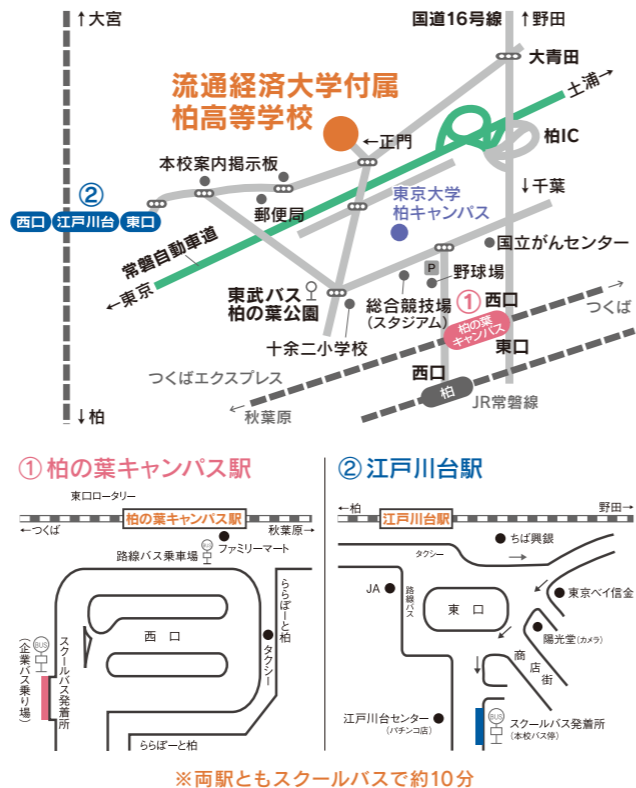 ↑大宮
国道16号線
↑野田
大青田
流通経済大学付属
柏高等学校
土浦→
←正門
柏IC
本校案内掲示板
東京大学
柏キャンパス
↓千葉
②
西口
江戸川台
東口
郵便局
国立がんセンター
常磐自動車道
P
野球場
←東京
東武バス
柏の葉公園
総合競技場
(スタジアム)
①
西口
つくば→
柏の葉
キャンパス
十余二小学校
東口
つくばエクスプレス
西口
柏
JR常磐線
←秋葉原
↓柏
①柏の葉キャンパス駅
東口ロータリー
←つくば
柏の葉キャンパス駅
秋葉原→
ファミリーマート
路線バス乗車場
BUS
ららぽーと柏
西口
タクシー
BUS
スクールバス発着所
(企業バス乗り場)
ららぽーと柏
②江戸川台駅
←柏
江戸川台駅
野田→
ちば興銀
タクシー
→
JA
路線バス
東口
東京ベイ信金
陽光堂(カメラ)
商店街
江戸川台センター
(パチンコ店)
BUS
スクールバス発着所
(本校バス停)
※両駅ともスクールバスで約10分